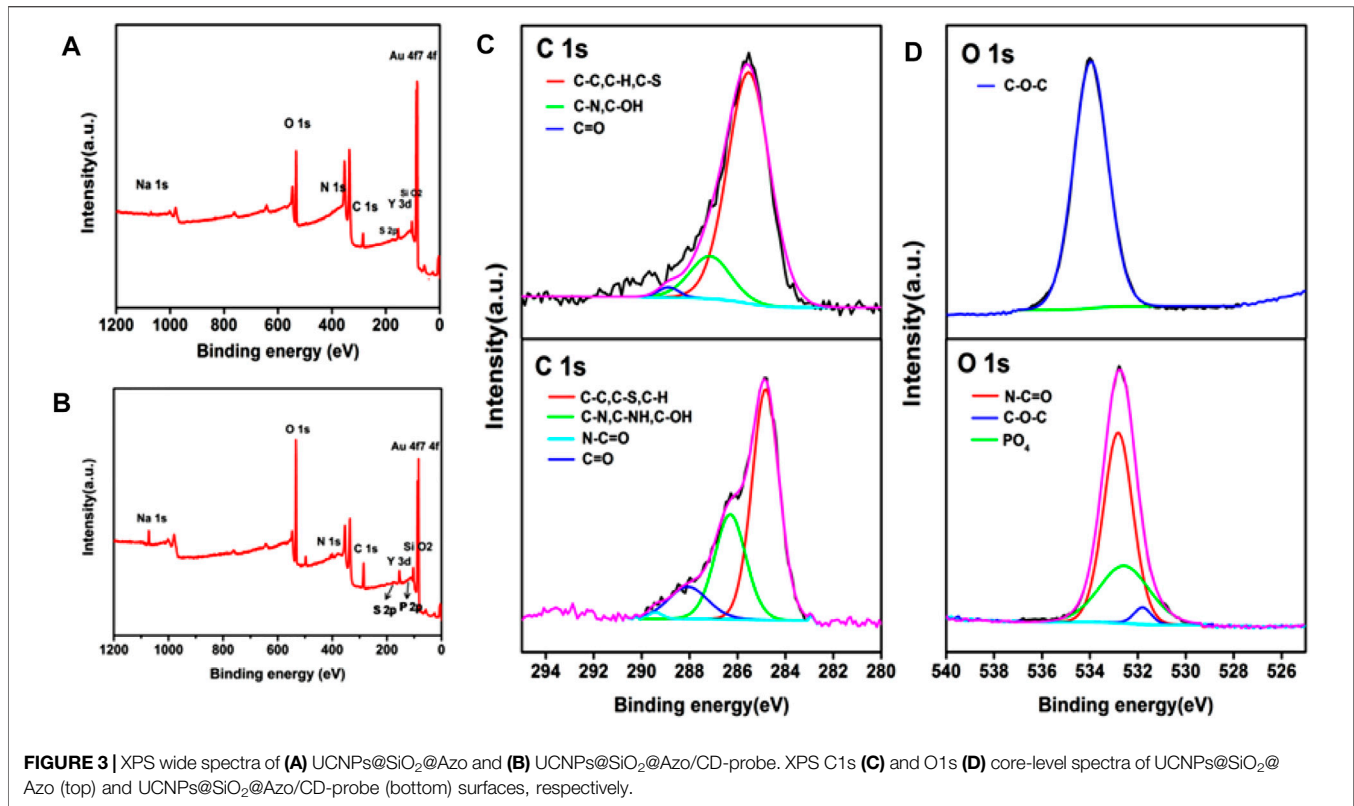 A
Au 4f7 4f
O 1s
Na 1s
N 1s
C 1s
Si O2
Y 3d
S 2p
Intensity(a.u.)
1200 1000 800 600 400 200 0
Binding energy (eV)
B
Au 4f7 4f
O 1s
Na 1s
N 1s
C 1s
Si O2
Y 3d
S 2p
P 2p
Intensity(a.u.)
1200 1000 800 600 400 200 0
Binding energy (eV)
C
C 1s
C-C,C-H,C-S
C-N,C-OH
C=O
Intensity(a.u.)
C 1s
C-C,C-S,C-H
C-N,C-NH,C-OH
N-C=O
C=O
Intensity(a.u.)
294 292 290 288 286 284 282 280
Binding energy(eV)
D
O 1s
C-O-C
Intensity(a.u.)
O 1s
N-C=O
C-O-C
PO4
Intensity(a.u.)
540 538 536 534 532 530 528 526
Binding energy(eV)
FIGURE 3 | XPS wide spectra of (A) UCNPs@SiO2@Azo and (B) UCNPs@SiO2@Azo/CD-probe. XPS C1s (C) and O1s (D) core-level spectra of UCNPs@SiO2@
Azo (top) and UCNPs@SiO2@Azo/CD-probe (bottom) surfaces, respectively.